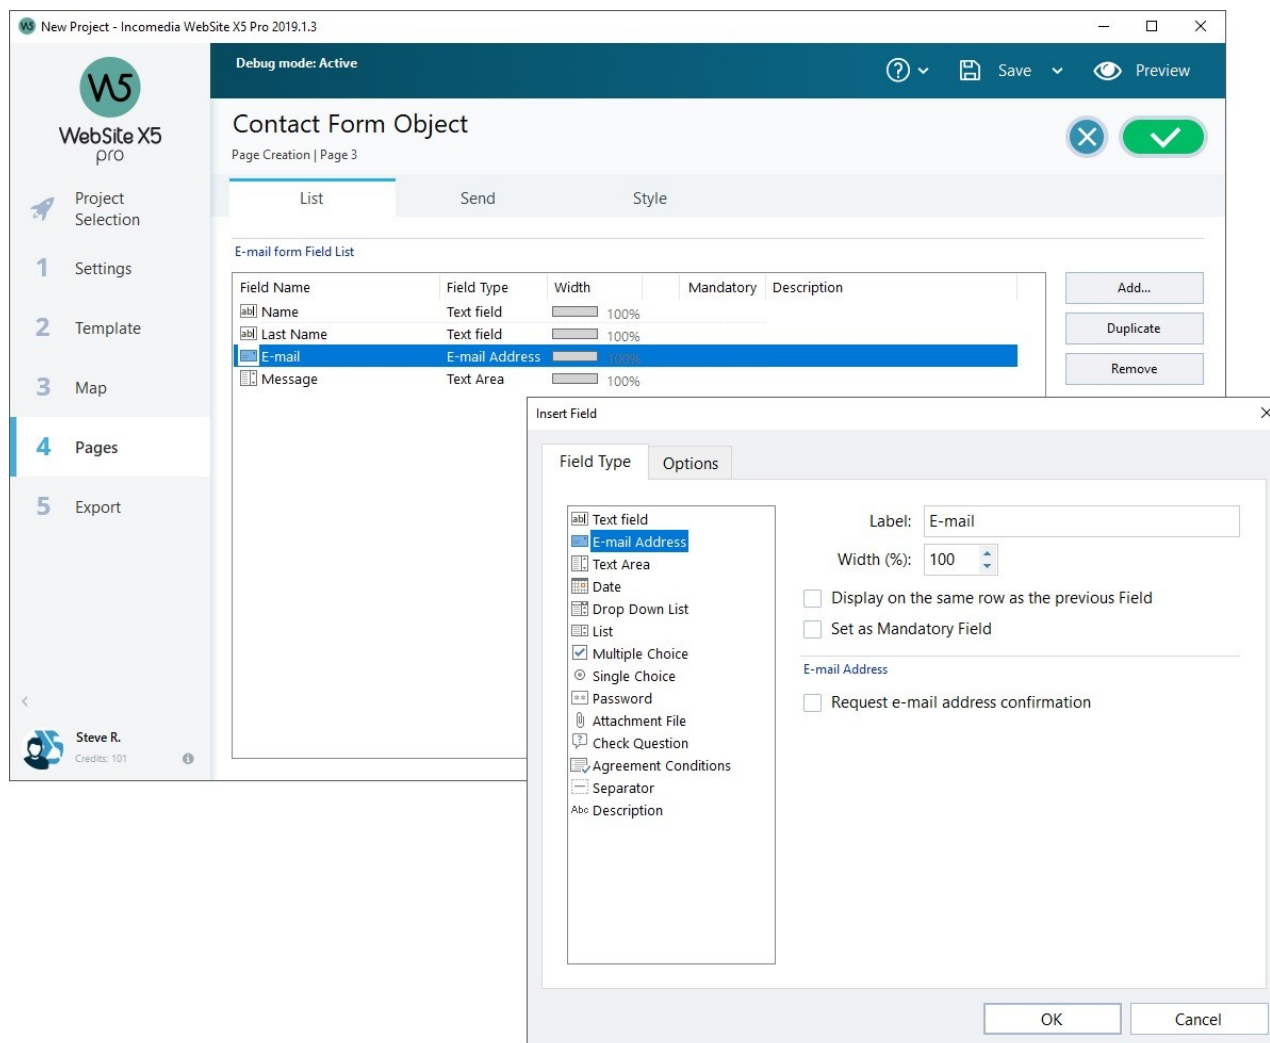 New Project - Incomedia WebSite X5 Pro 2019.1.3
W5
WebSite X5
pro
Debug mode: Active
Save
Preview
Contact Form Object
Page Creation | Page 3
Project
Selection
1 Settings
2 Template
3 Map
4 Pages
5 Export
Steve R.
Credits: 101
List Send Style
E-mail form Field List
Field Name Field Type Width Mandatory Description
abl Name Text field 100%
abl Last Name Text field 100%
E-mail E-mail Address 100%
Message Text Area 100%
Add...
Duplicate
Remove
Insert Field
Field Type Options
abl Text field
E-mail Address
Text Area
Date
Drop Down List
List
Multiple Choice
Single Choice
** Password
Attachment File
? Check Question
Agreement Conditions
Separator
Abc Description
Label: E-mail
Width (%): 100
Display on the same row as the previous Field
Set as Mandatory Field
E-mail Address
Request e-mail address confirmation
OK Cancel